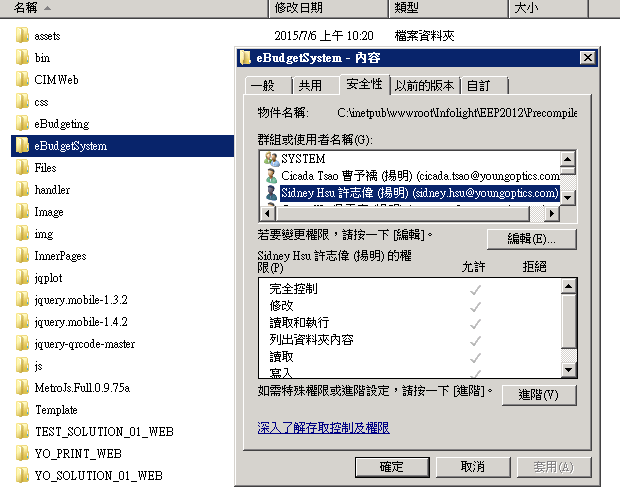 名稱 修改日期 類型 大小
assets 2015/7/6 上午 10:20 檔案資料夾
bin
CIMWeb
css
eBudgeting
eBudgetSystem
Files
handler
Image
img
InnerPages
jqplot
jquery.mobile-1.3.2
jquery.mobile-1.4.2
jquery-qrcode-master
js
MetroJs.Full.0.9.75a
Template
TEST_SOLUTION_01_WEB
YO_PRINT_WEB
YO_SOLUTION_01_WEB
eBudgetSystem - 內容
一般 共用 安全性 以前的版本 自訂
物件名稱: C:\inetpub\wwwroot\Infolight\EEP2012\Precompile
群組或使用者名稱(G):
SYSTEM
Cicada Tsao 曹予襦 (揚明) (cicada.tsao@youngoptics.com
Sidney Hsu 許志偉 (揚明) (sidney.hsu@youngoptics.com)
若要變更權限，請按一下 [編輯]。
編輯(E)...
Sidney Hsu 許志偉 (揚明) 的權
限(P) 允許 拒絕
完全控制
修改
讀取和執行
列出資料夾內容
讀取
寫入
如需特殊權限或進階設定，請按一下 [進階]。
進階(V)
深入了解存取控制及權限
確定 取消 套用(A)